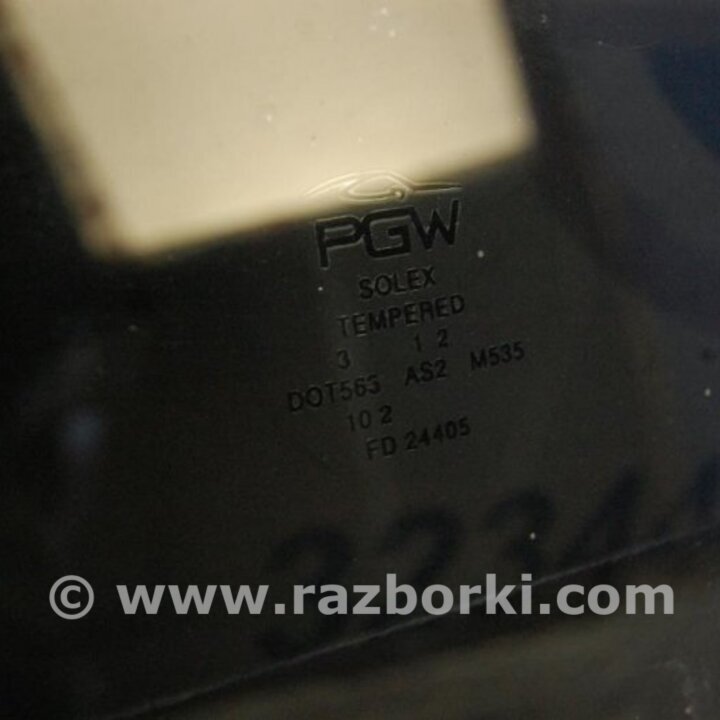 PGW
SOLEX
TEMPERED
3 1 2
DOT563 AS2 M535
10 2
FD 24405
© www.razborki.com